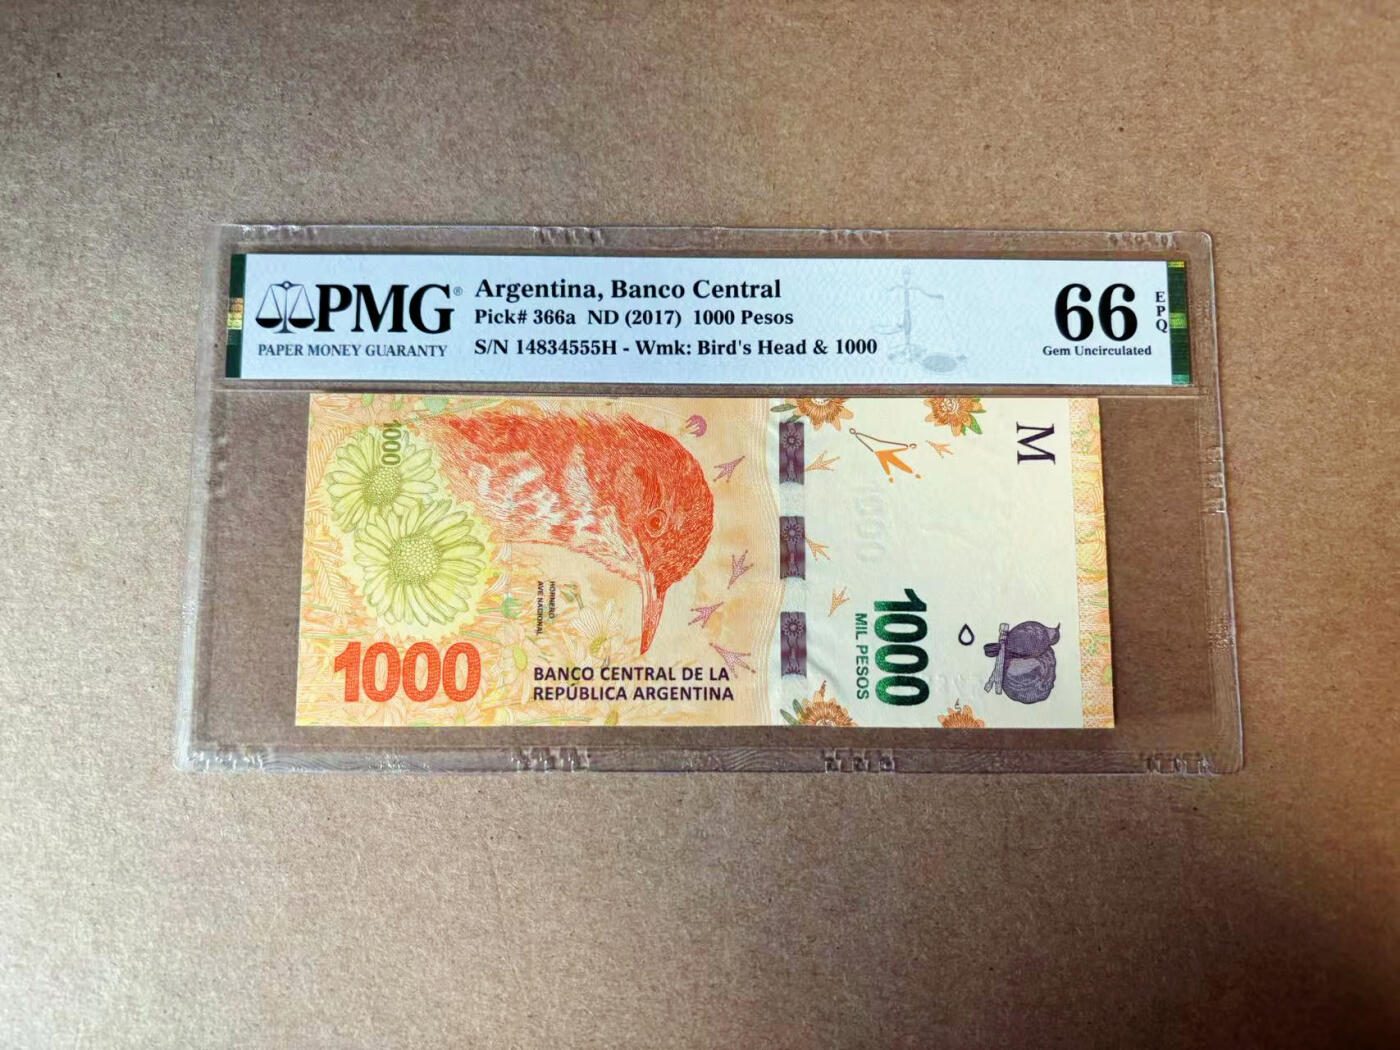 PMG®
PAPER MONEY GUARANTY
Argentina, Banco Central
Pick# 366a ND (2017) 1000 Pesos
S/N 14834555H - Wmk: Bird's Head & 1000
66
EPQ
Gem Uncirculated
1000
M
HORNERO
AVE NACIONAL
1000
BANCO CENTRAL DE LA
REPÚBLICA ARGENTINA
1000
MIL PESOS
1000